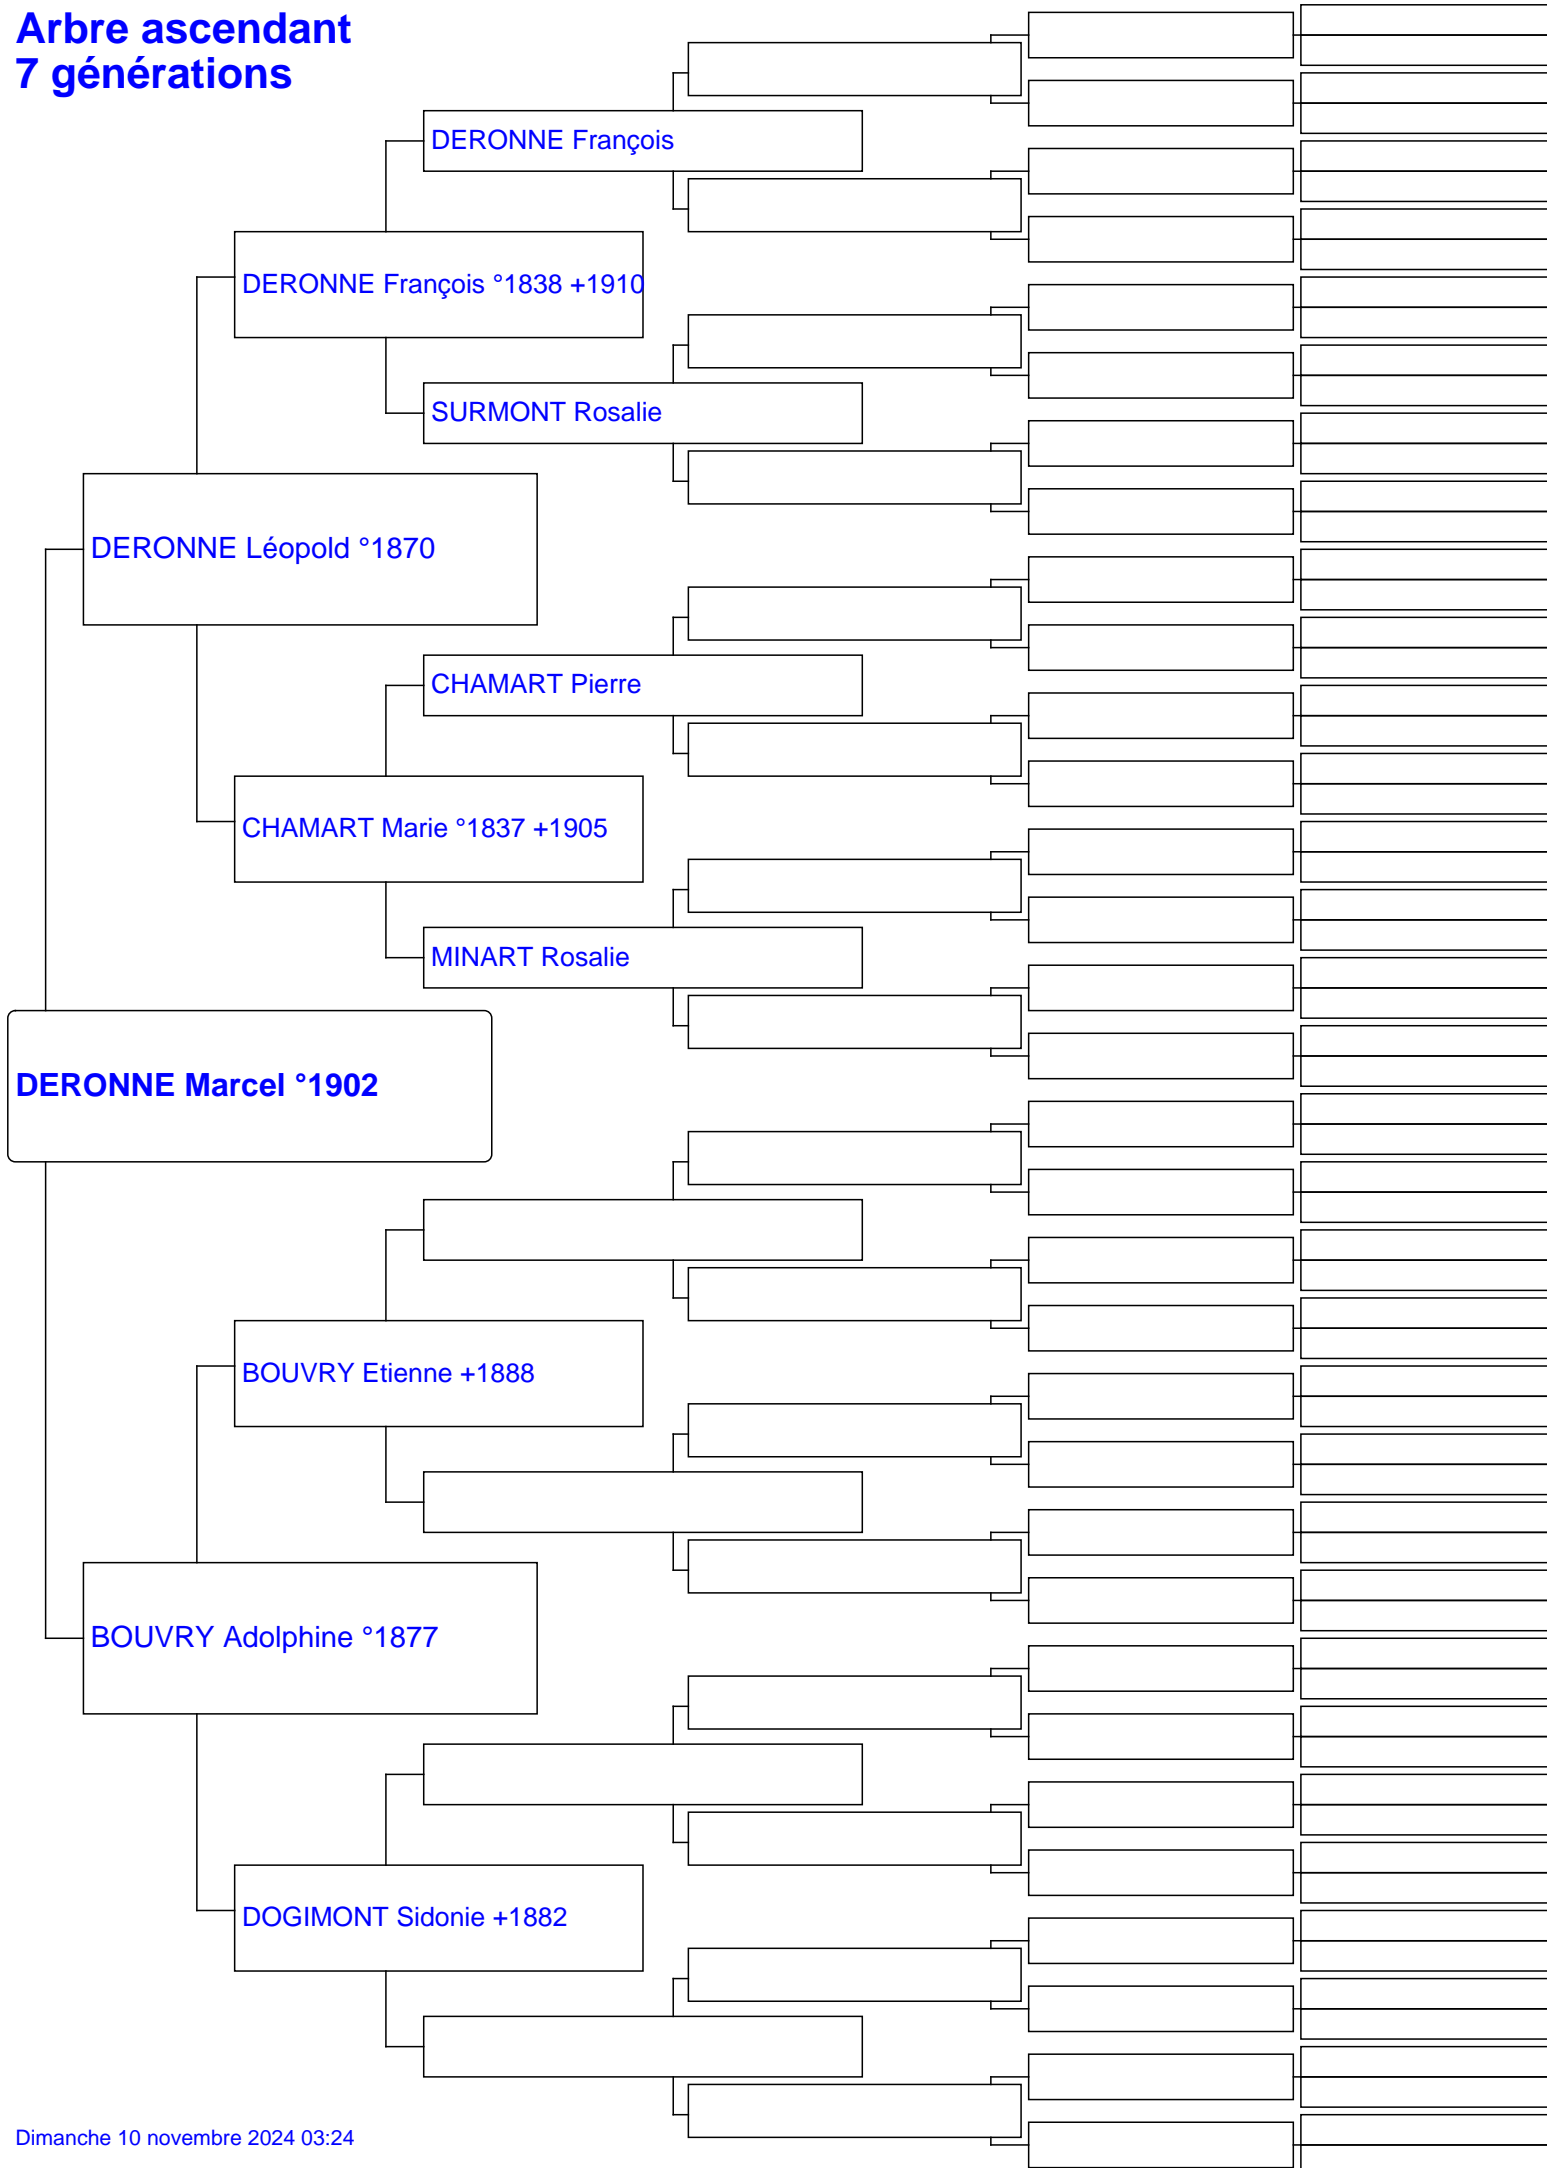 Arbre ascendant
7 générations
DERONNE François
DERONNE François °1838 +1910
SURMONT Rosalie
DERONNE Léopold °1870
CHAMART Pierre
CHAMART Marie °1837 +1905
MINART Rosalie
DERONNE Marcel °1902
BOUVRY Etienne +1888
BOUVRY Adolphine °1877
DOGIMONT Sidonie +1882
Dimanche 10 novembre 2024 03:24